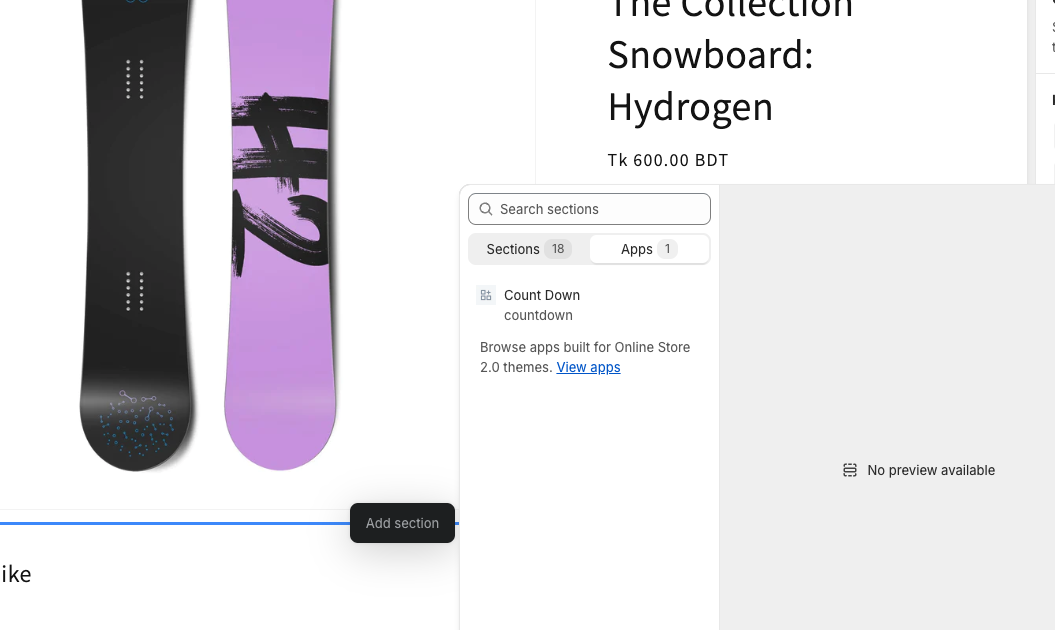 The Collection
Snowboard:
Hydrogen
Tk 600.00 BDT
Search sections
Sections 18
Apps 1
Count Down
countdown
Browse apps built for Online Store
2.0 themes. View apps
No preview available
Add section
ike